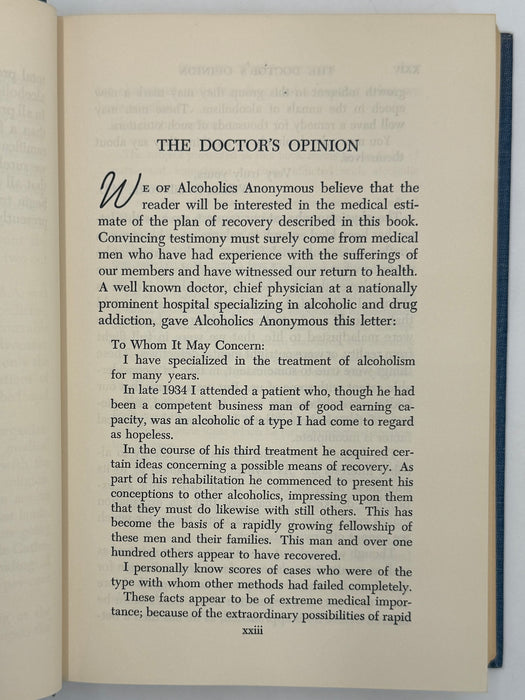 THE DOCTOR'S OPINION
WE OF Alcoholics Anonymous believe that the
reader will be interested in the medical esti-
mate of the plan of recovery described in this book.
Convincing testimony must surely come from medical
men who have had experience with the sufferings of
our members and have witnessed our return to health.
A well known doctor, chief physician at a nationally
prominent hospital specializing in alcoholic and drug
addiction, gave Alcoholics Anonymous this letter:
To Whom It May Concern:
I have specialized in the treatment of alcoholism
for many years.
In late 1934 I attended a patient who, though he had
been a competent business man of good earning ca-
pacity, was an alcoholic of a type I had come to regard
as hopeless.
In the course of his third treatment he acquired cer-
tain ideas concerning a possible means of recovery. As
part of his rehabilitation he commenced to present his
conceptions to other alcoholics, impressing upon them
that they must do likewise with still others. This has
become the basis of a rapidly growing fellowship of
these men and their families. This man and over one
hundred others appear to have recovered.
I personally know scores of cases who were of the
type with whom other methods had failed completely.
These facts appear to be of extreme medical impor-
tance; because of the extraordinary possibilities of rapid
xxiii